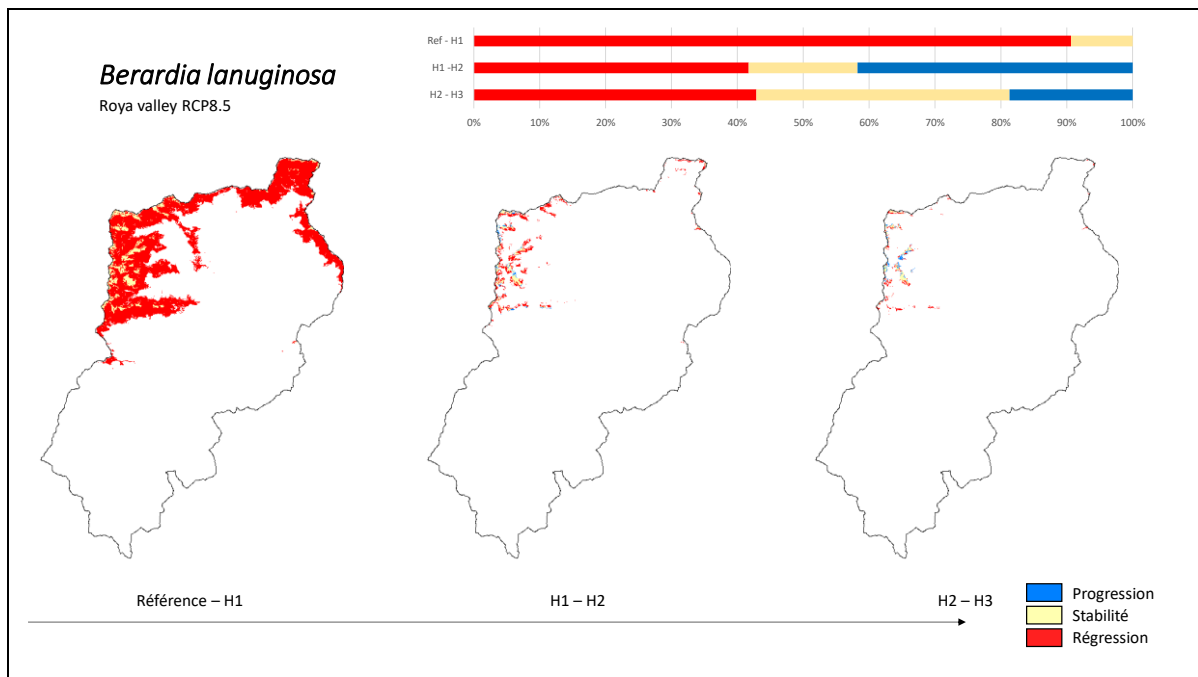 Berardia lanuginosa
Roya valley RCP8.5
Ref - H1
H1 -H2
H2 - H3
0% 10% 20% 30% 40% 50% 60% 70% 80% 90% 100%
Référence – H1
H1 – H2
H2 – H3
Progression
Stabilité
Régression